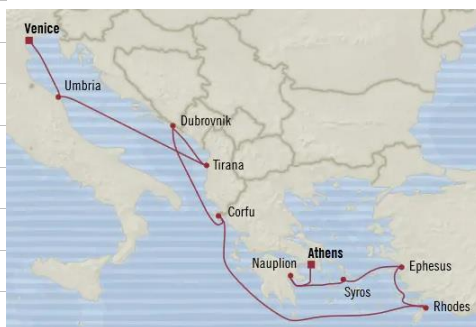 Venice
Umbria
Dubrovnik
Tirana
Corfu
Athens
Nauplion
Ephesus
Syros
Rhodes